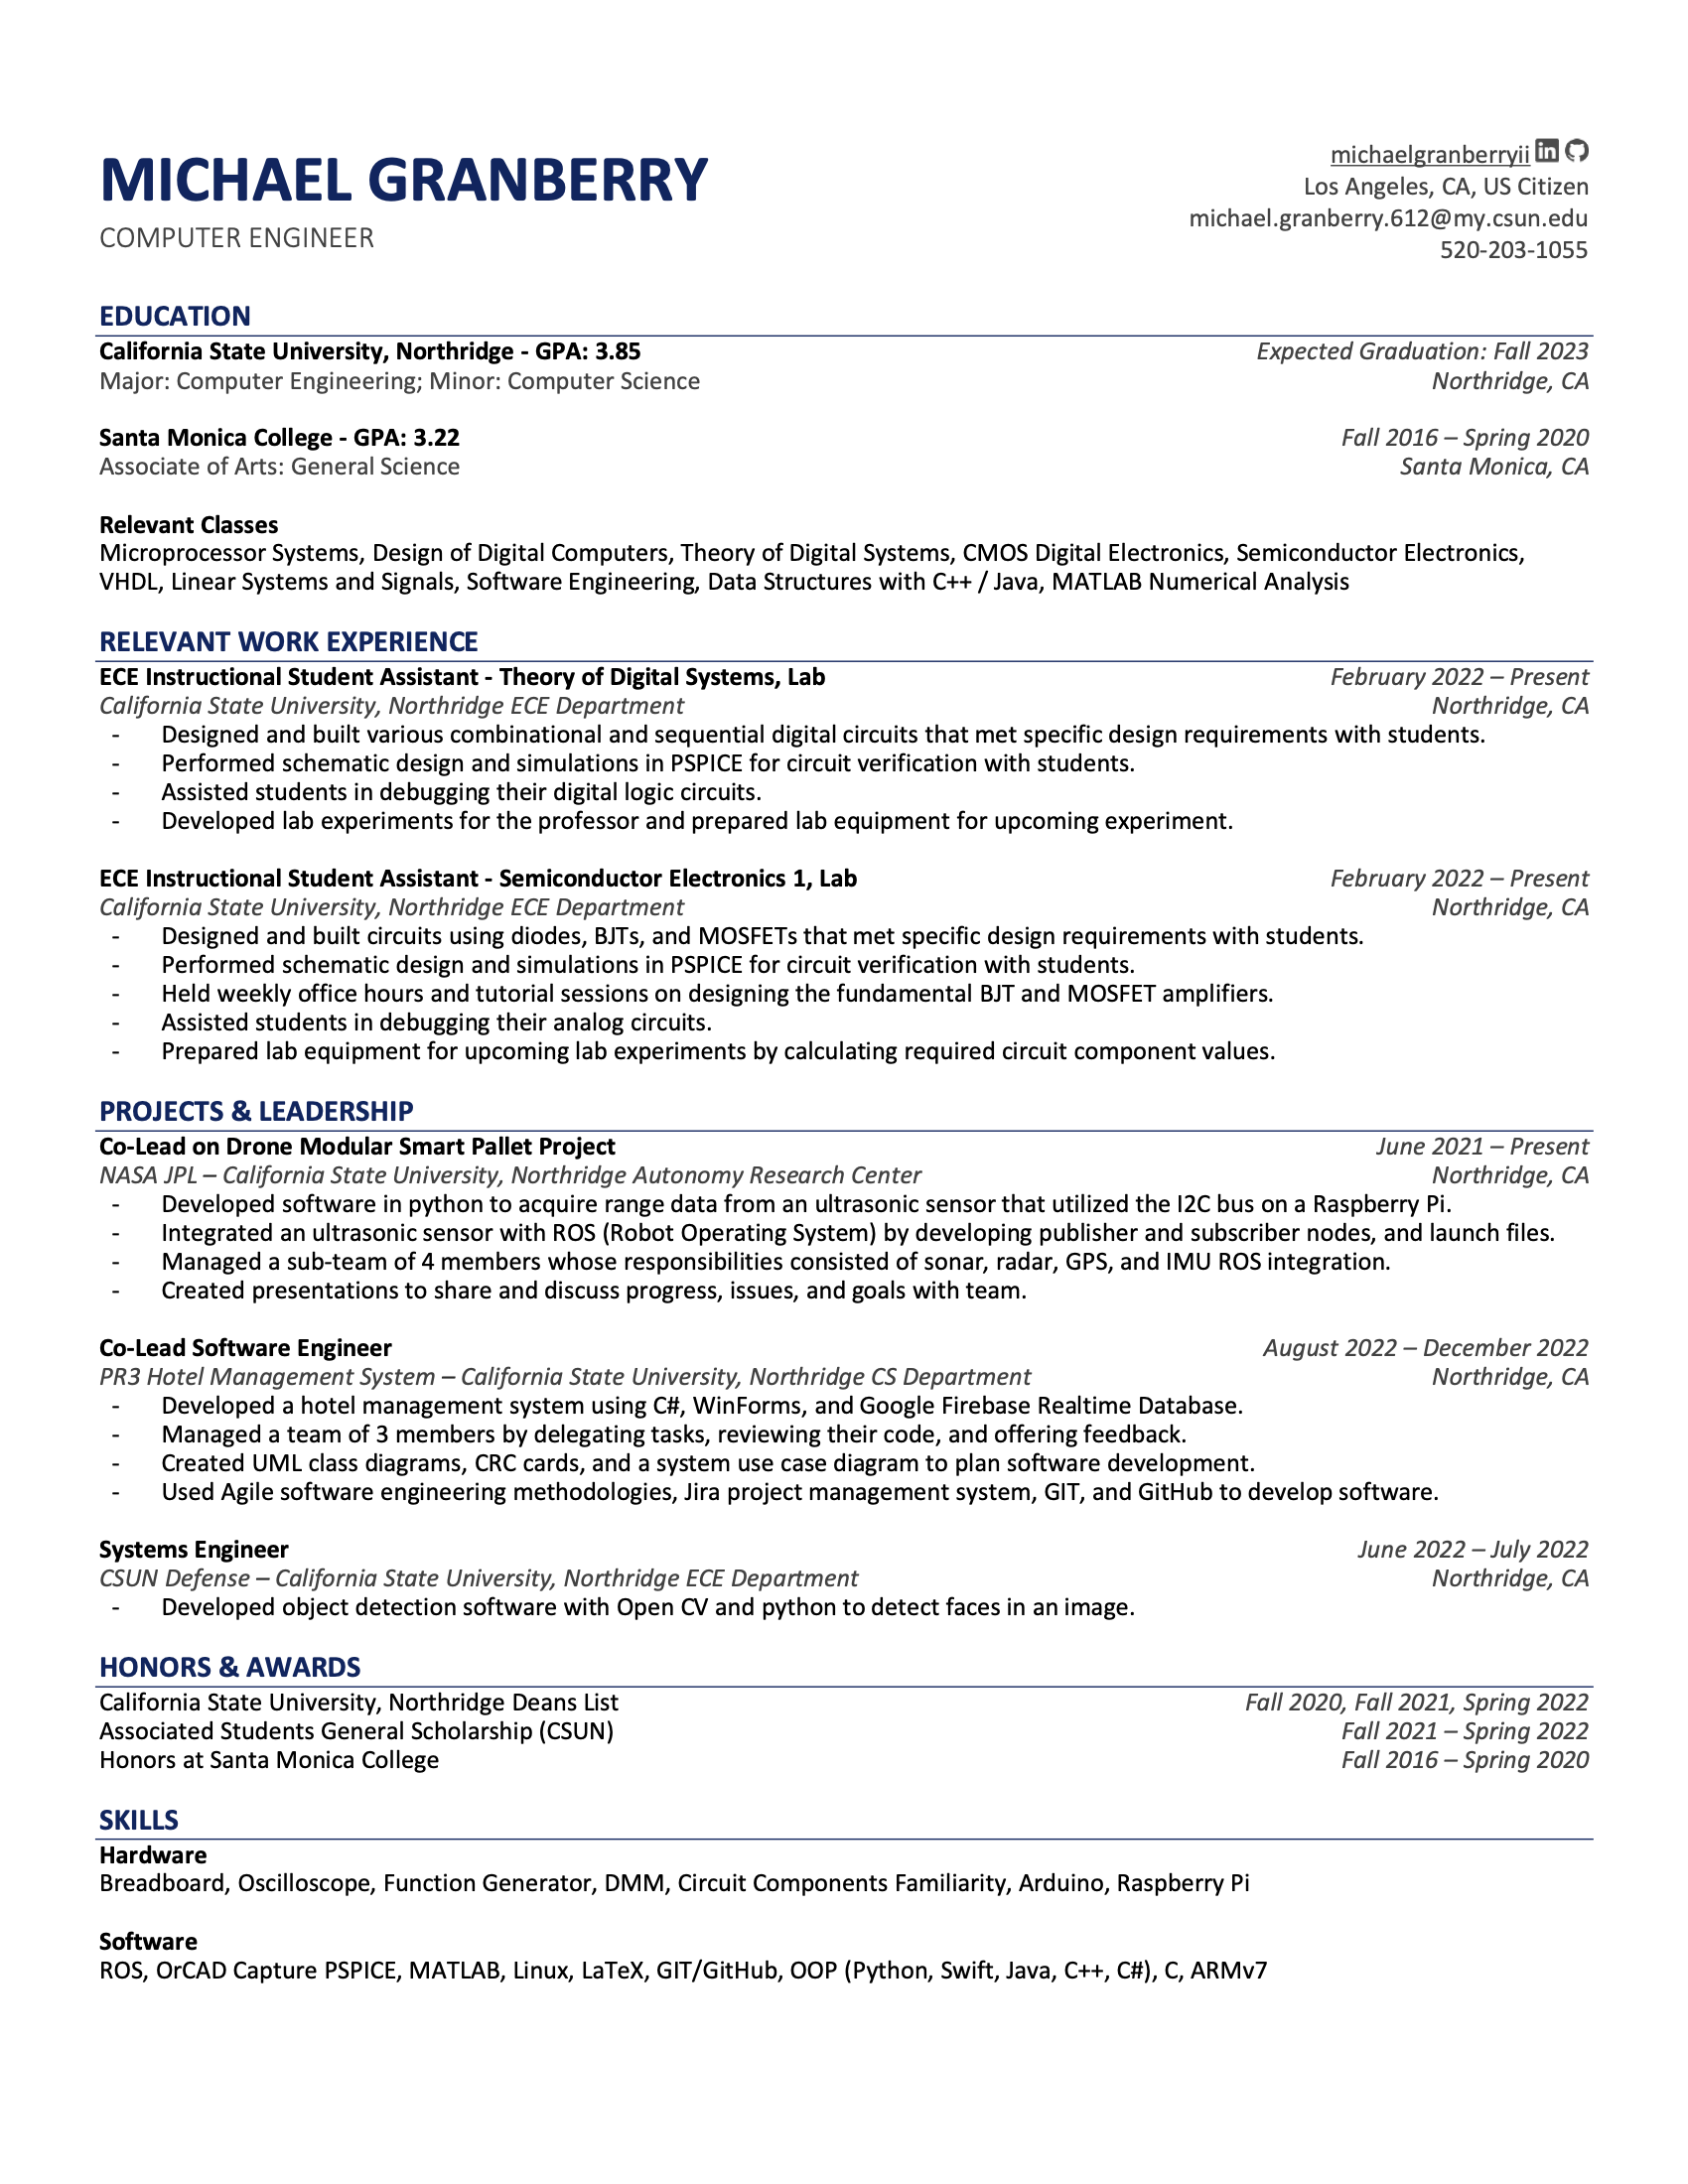 MICHAEL GRANBERRY
COMPUTER ENGINEER
michaelgranberryii in
Los Angeles, CA, US Citizen
michael.granberry.612@my.csun.edu
520-203-1055
EDUCATION
California State University, Northridge - GPA: 3.85 Expected Graduation: Fall 2023
Major: Computer Engineering; Minor: Computer Science Northridge, CA
Santa Monica College - GPA: 3.22 Fall 2016 – Spring 2020
Associate of Arts: General Science Santa Monica, CA
Relevant Classes
Microprocessor Systems, Design of Digital Computers, Theory of Digital Systems, CMOS Digital Electronics, Semiconductor Electronics,
VHDL, Linear Systems and Signals, Software Engineering, Data Structures with C++ / Java, MATLAB Numerical Analysis
RELEVANT WORK EXPERIENCE
ECE Instructional Student Assistant - Theory of Digital Systems, Lab February 2022 – Present
California State University, Northridge ECE Department Northridge, CA
- Designed and built various combinational and sequential digital circuits that met specific design requirements with students.
- Performed schematic design and simulations in PSPICE for circuit verification with students.
- Assisted students in debugging their digital logic circuits.
- Developed lab experiments for the professor and prepared lab equipment for upcoming experiment.
ECE Instructional Student Assistant - Semiconductor Electronics 1, Lab February 2022 – Present
California State University, Northridge ECE Department Northridge, CA
- Designed and built circuits using diodes, BJTs, and MOSFETs that met specific design requirements with students.
- Performed schematic design and simulations in PSPICE for circuit verification with students.
- Held weekly office hours and tutorial sessions on designing the fundamental BJT and MOSFET amplifiers.
- Assisted students in debugging their analog circuits.
- Prepared lab equipment for upcoming lab experiments by calculating required circuit component values.
PROJECTS & LEADERSHIP
Co-Lead on Drone Modular Smart Pallet Project June 2021 – Present
NASA JPL – California State University, Northridge Autonomy Research Center Northridge, CA
- Developed software in python to acquire range data from an ultrasonic sensor that utilized the I2C bus on a Raspberry Pi.
- Integrated an ultrasonic sensor with ROS (Robot Operating System) by developing publisher and subscriber nodes, and launch files.
- Managed a sub-team of 4 members whose responsibilities consisted of sonar, radar, GPS, and IMU ROS integration.
- Created presentations to share and discuss progress, issues, and goals with team.
Co-Lead Software Engineer August 2022 – December 2022
PR3 Hotel Management System – California State University, Northridge CS Department Northridge, CA
- Developed a hotel management system using C#, WinForms, and Google Firebase Realtime Database.
- Managed a team of 3 members by delegating tasks, reviewing their code, and offering feedback.
- Created UML class diagrams, CRC cards, and a system use case diagram to plan software development.
- Used Agile software engineering methodologies, Jira project management system, GIT, and GitHub to develop software.
Systems Engineer June 2022 – July 2022
CSUN Defense – California State University, Northridge ECE Department Northridge, CA
- Developed object detection software with Open CV and python to detect faces in an image.
HONORS & AWARDS
California State University, Northridge Deans List Fall 2020, Fall 2021, Spring 2022
Associated Students General Scholarship (CSUN) Fall 2021 – Spring 2022
Honors at Santa Monica College Fall 2016 – Spring 2020
SKILLS
Hardware
Breadboard, Oscilloscope, Function Generator, DMM, Circuit Components Familiarity, Arduino, Raspberry Pi
Software
ROS, OrCAD Capture PSPICE, MATLAB, Linux, LaTeX, GIT/GitHub, OOP (Python, Swift, Java, C++, C#), C, ARMv7